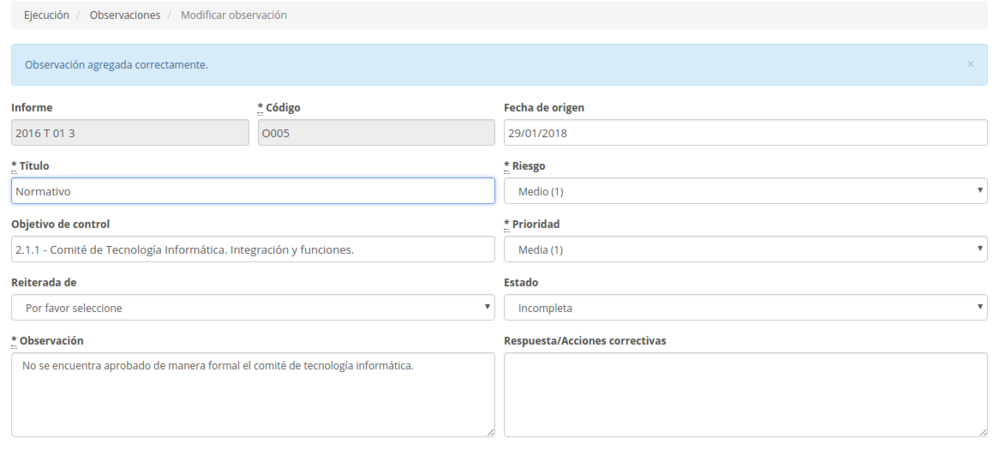 Ejecución / Observaciones / Modificar observación
Observación agregada correctamente. ×
Informe * Código Fecha de origen
2016 T 01 3 O005 29/01/2018
* Título * Riesgo
Normativo Medio (1)
Objetivo de control * Prioridad
2.1.1 - Comité de Tecnología Informática. Integración y funciones. Media (1)
Reiterada de Estado
Por favor seleccione Incompleta
* Observación Respuesta/Acciones correctivas
No se encuentra aprobado de manera formal el comité de tecnología informática.